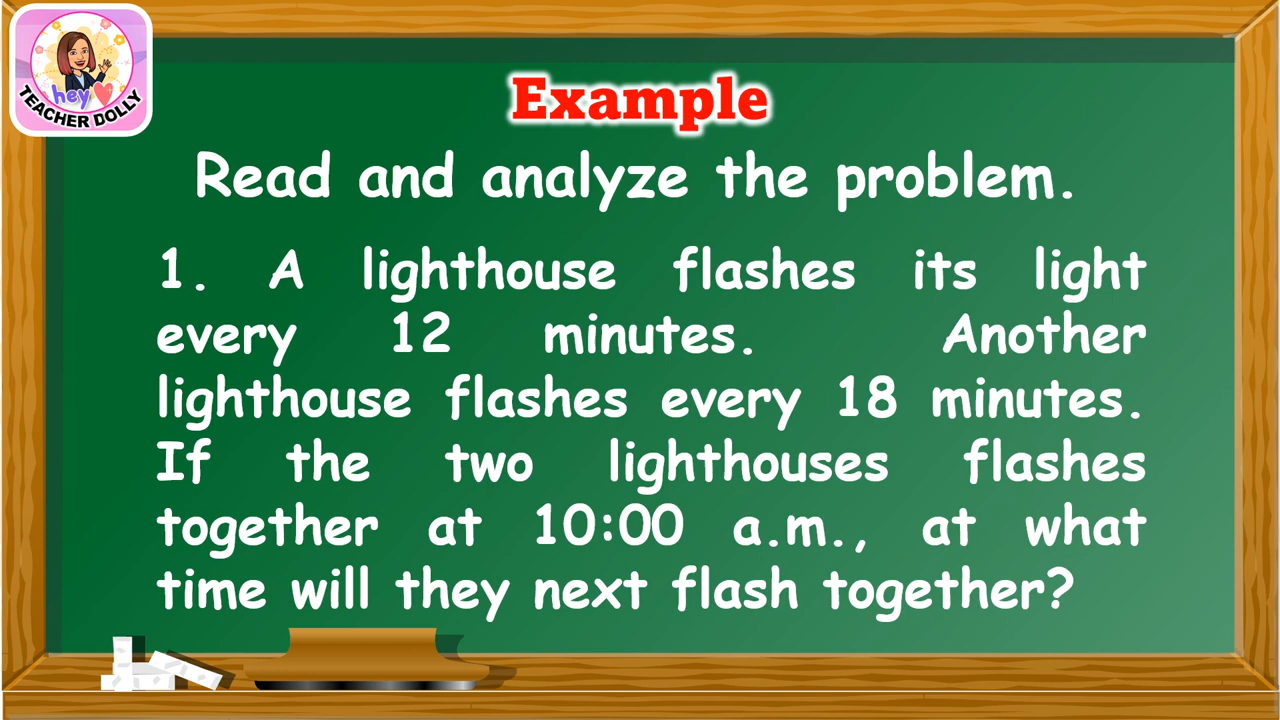 hey
TEACHER DOLLY
Example
Read and analyze the problem.
1. A lighthouse flashes its light
every 12 minutes. Another
lighthouse flashes every 18 minutes.
If the two lighthouses flashes
together at 10:00 a.m., at what
time will they next flash together?